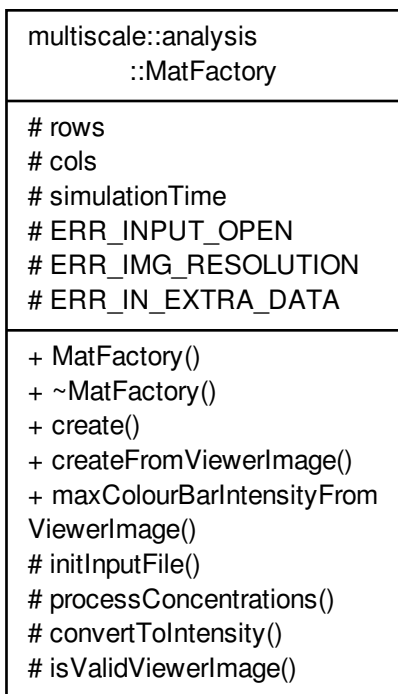 multiscale::analysis
::MatFactory
# rows
# cols
# simulationTime
# ERR_INPUT_OPEN
# ERR_IMG_RESOLUTION
# ERR_IN_EXTRA_DATA
+ MatFactory()
+ ~MatFactory()
+ create()
+ createFromViewerImage()
+ maxColourBarIntensityFrom
ViewerImage()
# initInputFile()
# processConcentrations()
# convertToIntensity()
# isValidViewerImage()